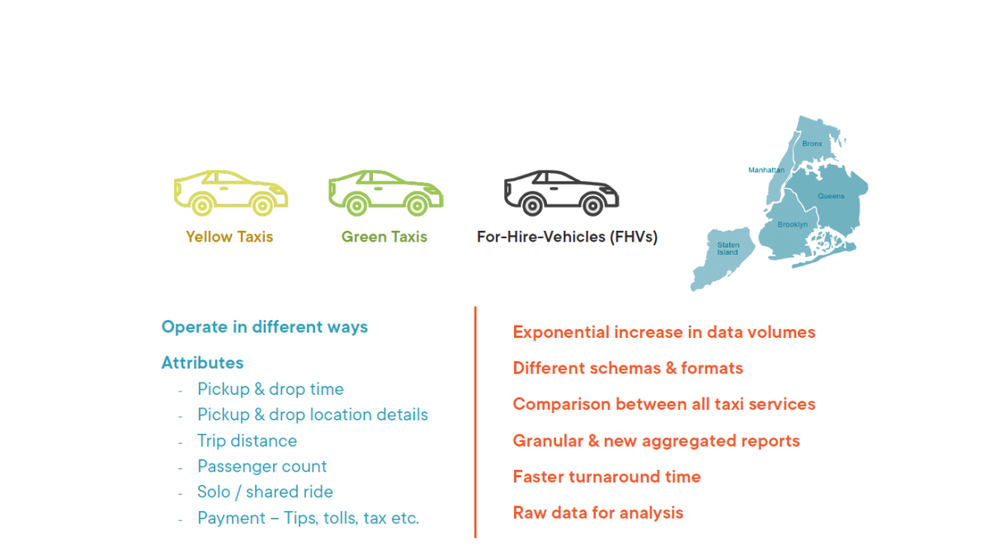 Yellow Taxis
Green Taxis
For-Hire-Vehicles (FHVs)
Bronx
Manhattan
Queens
Brooklyn
Staten
Island
Operate in different ways
Attributes
- Pickup & drop time
- Pickup & drop location details
- Trip distance
- Passenger count
- Solo / shared ride
- Payment – Tips, tolls, tax etc.
Exponential increase in data volumes
Different schemas & formats
Comparison between all taxi services
Granular & new aggregated reports
Faster turnaround time
Raw data for analysis